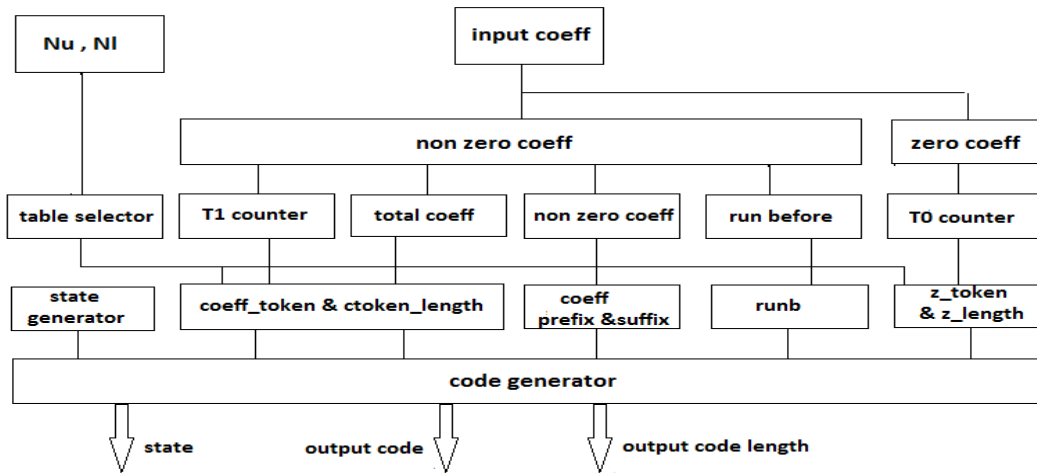 Nu , Nl
input coeff
non zero coeff
zero coeff
table selector
T1 counter
total coeff
non zero coeff
run before
T0 counter
state
generator
coeff_token & ctoken_length
coeff
prefix &suffix
runb
z_token
& z_length
code generator
state
output code
output code length